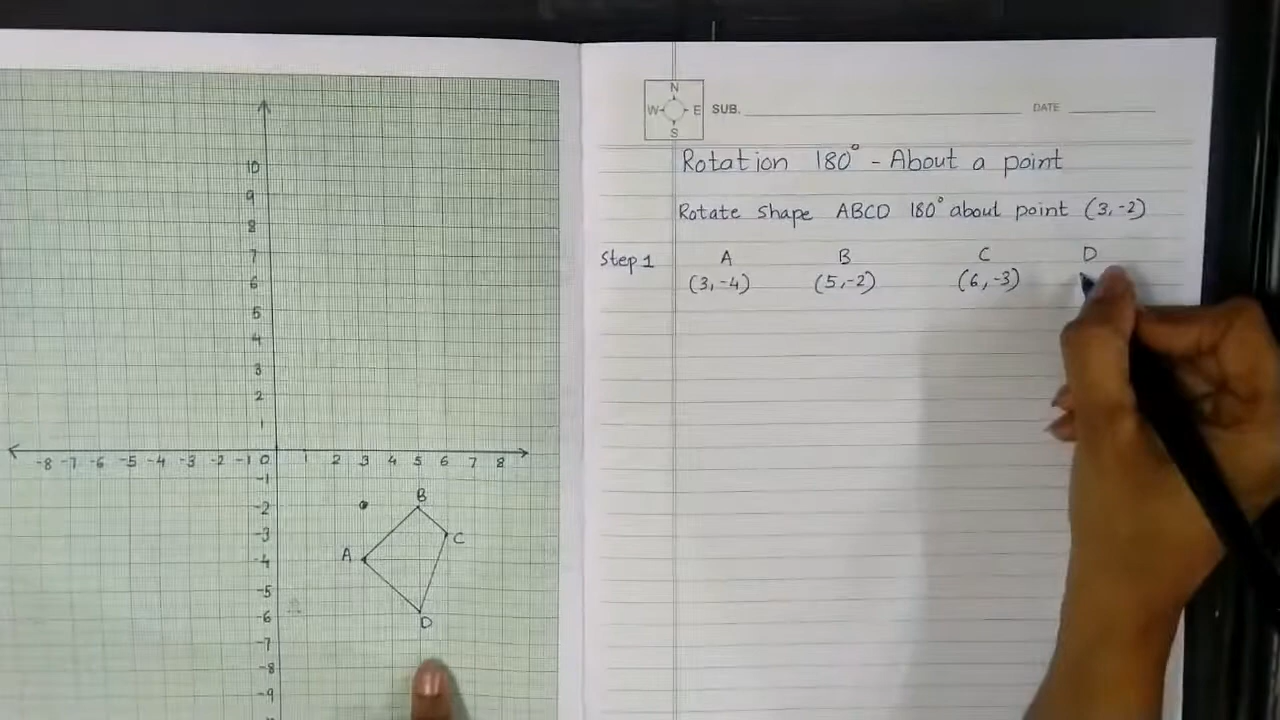 10
9
8
7
6
5
4
3
2
1
-8 -7 -6 -5 -4 -3 -2 -1 0 1 2 3 4 5 6 7 8
-1
-2
-3
-4
-5
-6
-7
-8
-9
B
C
A
D
N
W E
S
SUB. DATE
Rotation 180° - About a point
Rotate shape ABCD 180° about point (3,-2)
Step 1 A B C D
(3,-4) (5,-2) (6,-3)